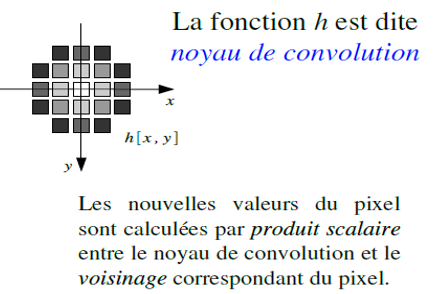 La fonction h est dite
noyau de convolution
x
h[x, y]
y
Les nouvelles valeurs du pixel
sont calculées par produit scalaire
entre le noyau de convolution et le
voisinage correspondant du pixel.